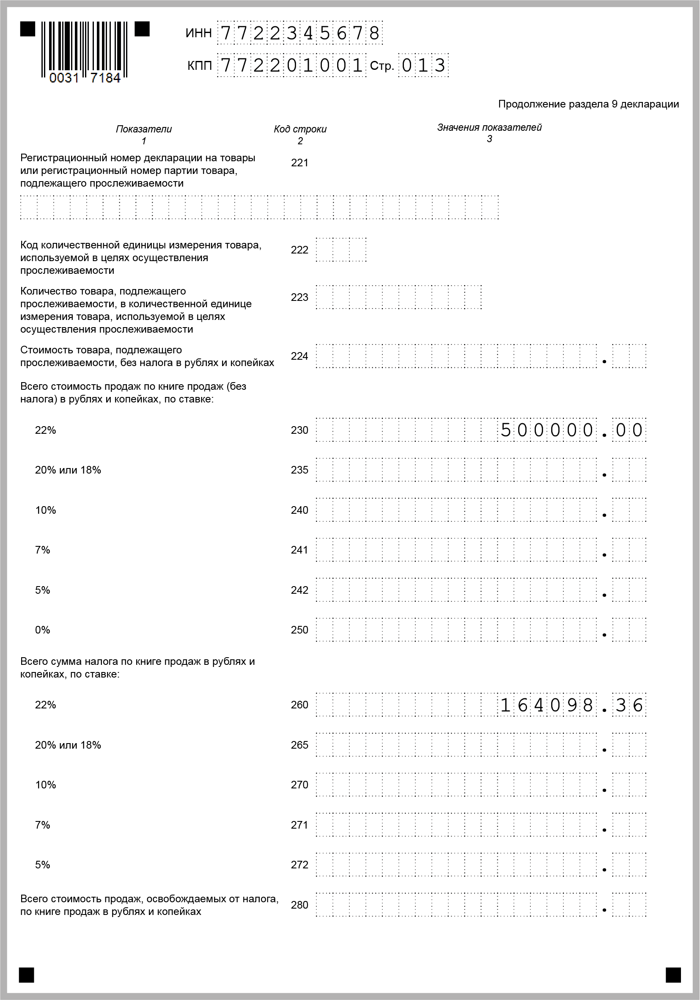 0031 7184
ИНН 7722345678
КПП 772201001 Стр. 013
Продолжение раздела 9 декларации
Показатели Код строки Значения показателей
1 2 3
Регистрационный номер декларации на товары 221
или регистрационный номер партии товара,
подлежащего прослеживаемости
Код количественной единицы измерения товара, 222
используемой в целях осуществления
прослеживаемости
Количество товара, подлежащего 223
прослеживаемости, в количественной единице
измерения товара, используемой в целях
осуществления прослеживаемости
Стоимость товара, подлежащего 224
прослеживаемости, без налога в рублях и копейках .
Всего стоимость продаж по книге продаж (без
налога) в рублях и копейках, по ставке:
22% 230 500000.00
20% или 18% 235 .
10% 240 .
7% 241 .
5% 242 .
0% 250 .
Всего сумма налога по книге продаж в рублях и
копейках, по ставке:
22% 260 164098.36
20% или 18% 265 .
10% 270 .
7% 271 .
5% 272 .
Всего стоимость продаж, освобождаемых от налога, 280 .
по книге продаж в рублях и копейках